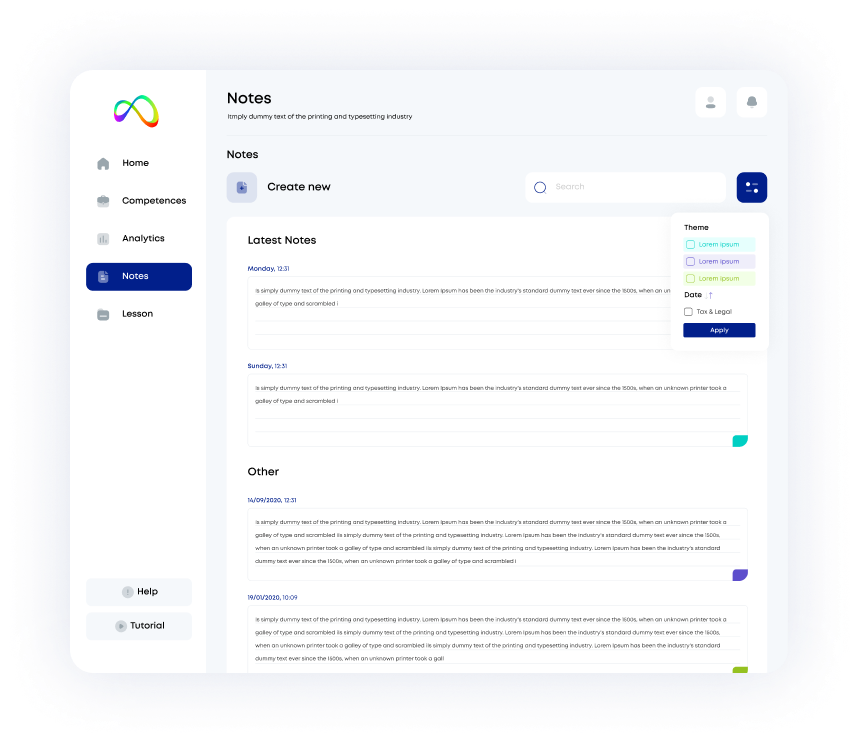 Notes
Itmply dummy text of the printing and typesetting industry
Home
Competences
Analytics
Notes
Lesson
Help
Tutorial
Notes
Create new
Search
Theme
Lorem ipsum
Lorem ipsum
Lorem ipsum
Date ↓↑
Tax & Legal
Apply
Latest Notes
Monday, 12:31
Is simply dummy text of the printing and typesetting industry. Lorem Ipsum has been the industry's standard dummy text ever since the 1500s, when an un
galley of type and scrambled i
Sunday, 12:31
Is simply dummy text of the printing and typesetting industry. Lorem Ipsum has been the industry's standard dummy text ever since the 1500s, when an unknown printer took a
galley of type and scrambled i
Other
14/09/2020, 12:31
Is simply dummy text of the printing and typesetting industry. Lorem Ipsum has been the industry's standard dummy text ever since the 1500s, when an unknown printer took a
galley of type and scrambled iis simply dummy text of the printing and typesetting industry. Lorem Ipsum has been the industry's standard dummy text ever since the 1500s,
when an unknown printer took a galley of type and scrambled iis simply dummy text of the printing and typesetting industry. Lorem Ipsum has been the industry's standard
dummy text ever since the 1500s, when an unknown printer took a galley of type and scrambled i
19/01/2020, 10:09
Is simply dummy text of the printing and typesetting industry. Lorem Ipsum has been the industry's standard dummy text ever since the 1500s, when an unknown printer took a
galley of type and scrambled iis simply dummy text of the printing and typesetting industry. Lorem Ipsum has been the industry's standard dummy text ever since the 1500s,
when an unknown printer took a galley of type and scrambled iis simply dummy text of the printing and typesetting industry. Lorem Ipsum has been the industry's standard
dummy text ever since the 1500s, when an unknown printer took a gall